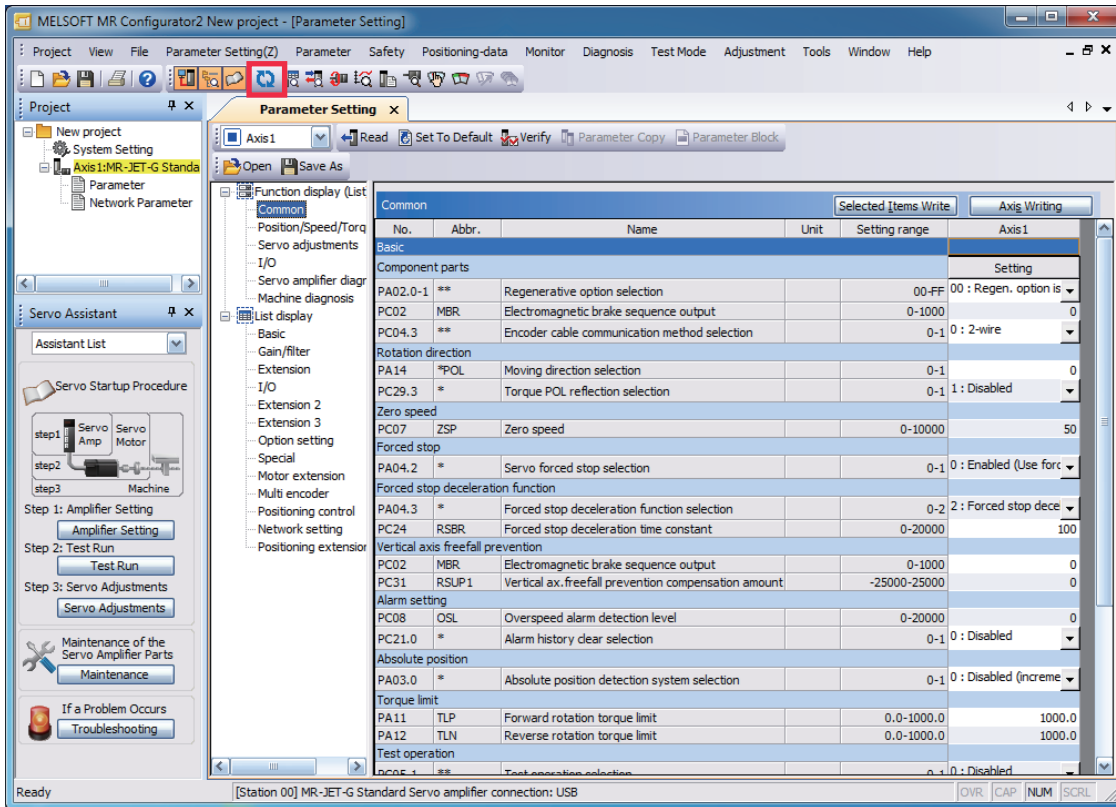 MELSOFT MR Configurator2 New project - [Parameter Setting]
Project View File Parameter Setting(Z) Parameter Safety Positioning-data Monitor Diagnosis Test Mode Adjustment Tools Window Help
Project
New project
System Setting
Axis1:MR-JET-G Standa
Parameter
Network Parameter
Servo Assistant
Assistant List
Servo Startup Procedure
step1 Servo Amp Servo Motor
step2
step3 Machine
Step 1: Amplifier Setting
Amplifier Setting
Step 2: Test Run
Test Run
Step 3: Servo Adjustments
Servo Adjustments
Maintenance of the
Servo Amplifier Parts
Maintenance
If a Problem Occurs
Troubleshooting
Parameter Setting
Axis1 Read Set To Default Verify Parameter Copy Parameter Block
Open Save As
Function display (List
Common
Position/Speed/Torq
Servo adjustments
I/O
Servo amplifier diagr
Machine diagnosis
List display
Basic
Gain/filter
Extension
I/O
Extension 2
Extension 3
Option setting
Special
Motor extension
Multi encoder
Positioning control
Network setting
Positioning extension
Common Selected Items Write Axis Writing
No. Abbr. Name Unit Setting range Axis1
Basic
Component parts Setting
PA02.0-1 ** Regenerative option selection 00-FF 00 : Regen. option is
PC02 MBR Electromagnetic brake sequence output 0-1000 0
PC04.3 ** Encoder cable communication method selection 0-1 0 : 2-wire
Rotation direction
PA14 *POL Moving direction selection 0-1 0
PC29.3 * Torque POL reflection selection 0-1 1 : Disabled
Zero speed
PC07 ZSP Zero speed 0-10000 50
Forced stop
PA04.2 * Servo forced stop selection 0-1 0 : Enabled (Use forc
Forced stop deceleration function
PA04.3 * Forced stop deceleration function selection 0-2 2 : Forced stop dece
PC24 RSBR Forced stop deceleration time constant 0-20000 100
Vertical axis freefall prevention
PC02 MBR Electromagnetic brake sequence output 0-1000 0
PC31 RSUP1 Vertical ax.freefall prevention compensation amount -25000-25000 0
Alarm setting
PC08 OSL Overspeed alarm detection level 0-20000 0
PC21.0 * Alarm history clear selection 0-1 0 : Disabled
Absolute position
PA03.0 * Absolute position detection system selection 0-1 0 : Disabled (increme
Torque limit
PA11 TLP Forward rotation torque limit 0.0-1000.0 1000.0
PA12 TLN Reverse rotation torque limit 0.0-1000.0 1000.0
Test operation
PC05.1 ** Test operation selection 0-1 0 : Disabled
Ready [Station 00] MR-JET-G Standard Servo amplifier connection: USB OVR CAP NUM SCRL